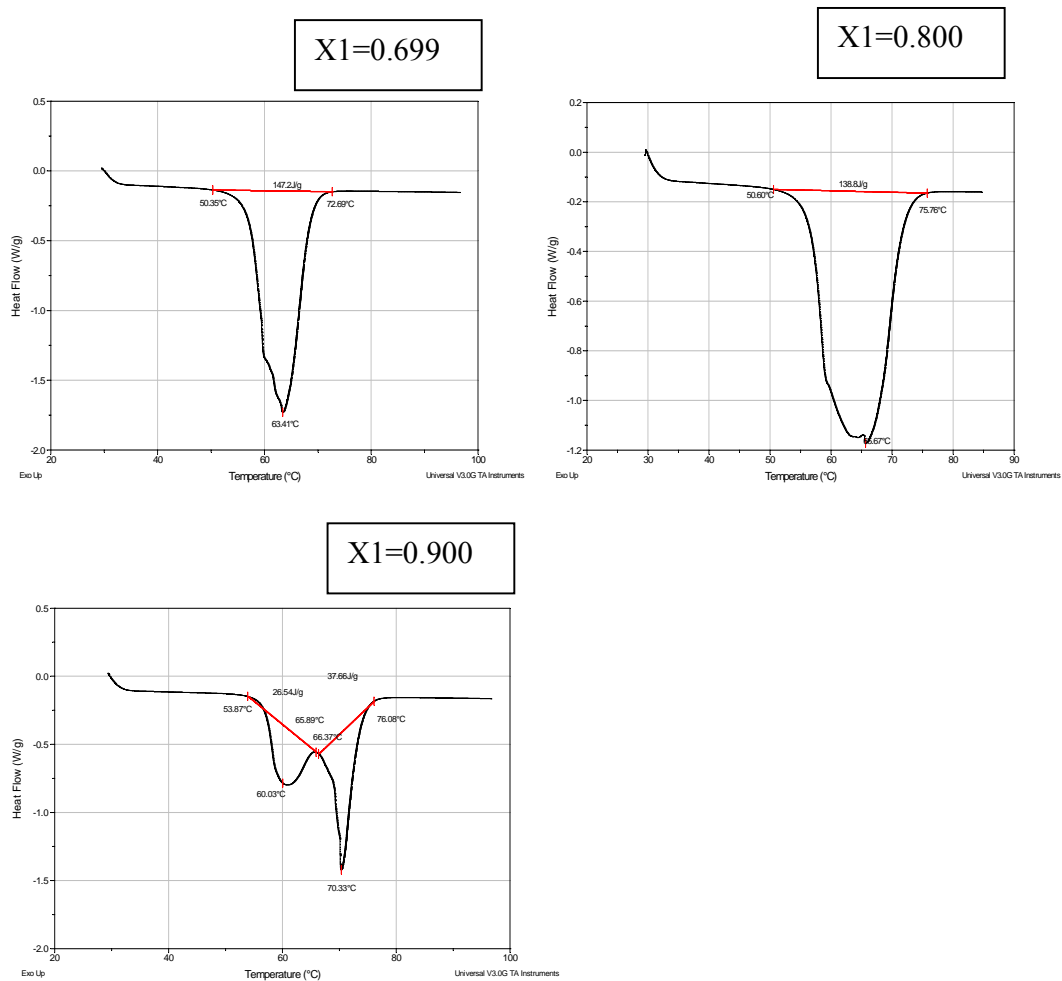 X1=0.699
X1=0.800
0.5
0.0
-0.5
-1.0
-1.5
-2.0
Heat Flow (W/g)
147.2J/g
50.35°C
72.69°C
63.41°C
20 40 60 80 100
Exo Up
Temperature (°C)
Universal V3.0G TA Instruments
0.2
0.0
-0.2
-0.4
-0.6
-0.8
-1.0
-1.2
Heat Flow (W/g)
138.8J/g
50.60°C
75.76°C
65.67°C
20 30 40 50 60 70 80 90
Exo Up
Temperature (°C)
Universal V3.0G TA Instruments
X1=0.900
0.5
0.0
-0.5
-1.0
-1.5
-2.0
Heat Flow (W/g)
37.66J/g
26.54J/g
53.87°C
65.89°C
76.08°C
66.37°C
60.03°C
70.33°C
20 40 60 80 100
Exo Up
Temperature (°C)
Universal V3.0G TA Instruments